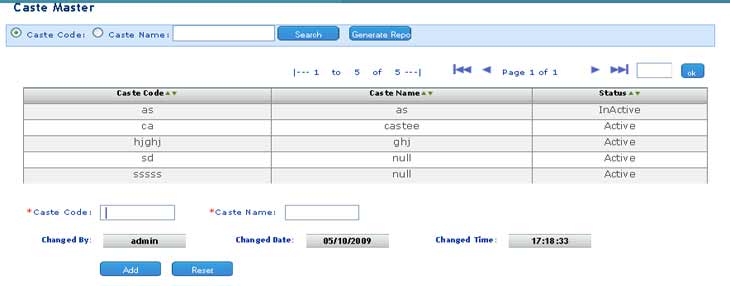 Caste Master
Caste Code: Caste Name: Search Generate Repo
|--- 1 to 5 of 5 ---| Page 1 of 1 ok
Caste Code Caste Name Status
as as InActive
ca castee Active
hjghj ghj Active
sd null Active
sssss null Active
*Caste Code: *Caste Name:
Changed By: admin Changed Date: 05/10/2009 Changed Time: 17:18:33
Add Reset